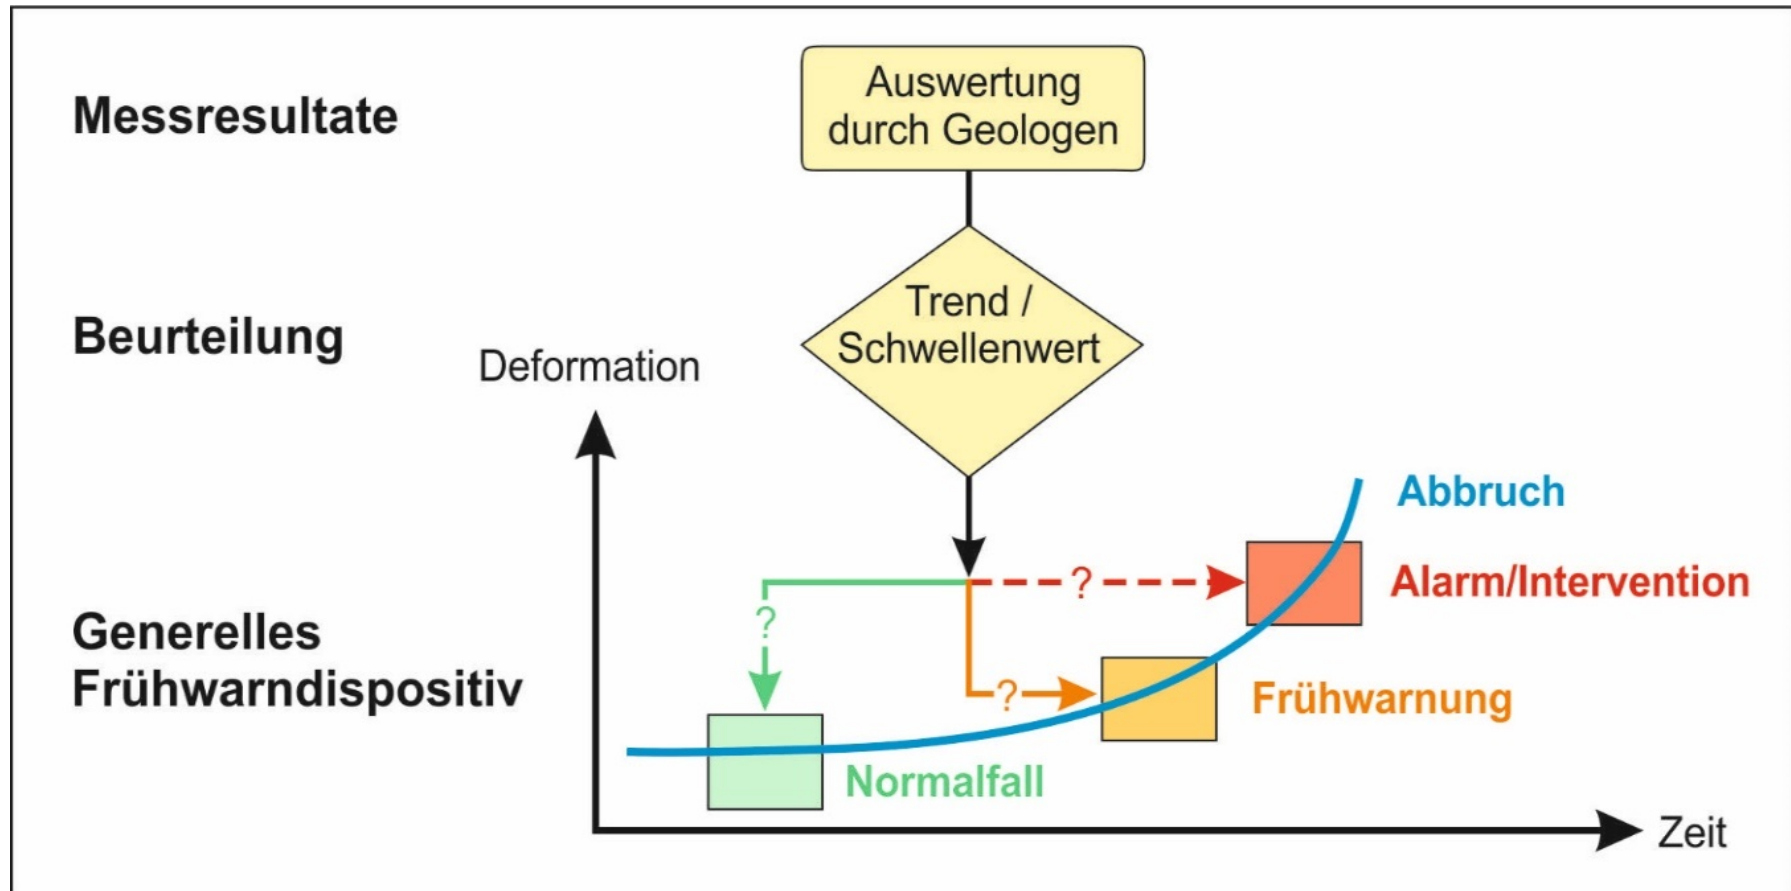 Messresultate
Auswertung
durch Geologen
Beurteilung
Trend /
Schwellenwert
Deformation
Abbruch
?
Alarm/Intervention
?
Generelles
Frühwarndispositiv
?
Frühwarnung
Normalfall
Zeit